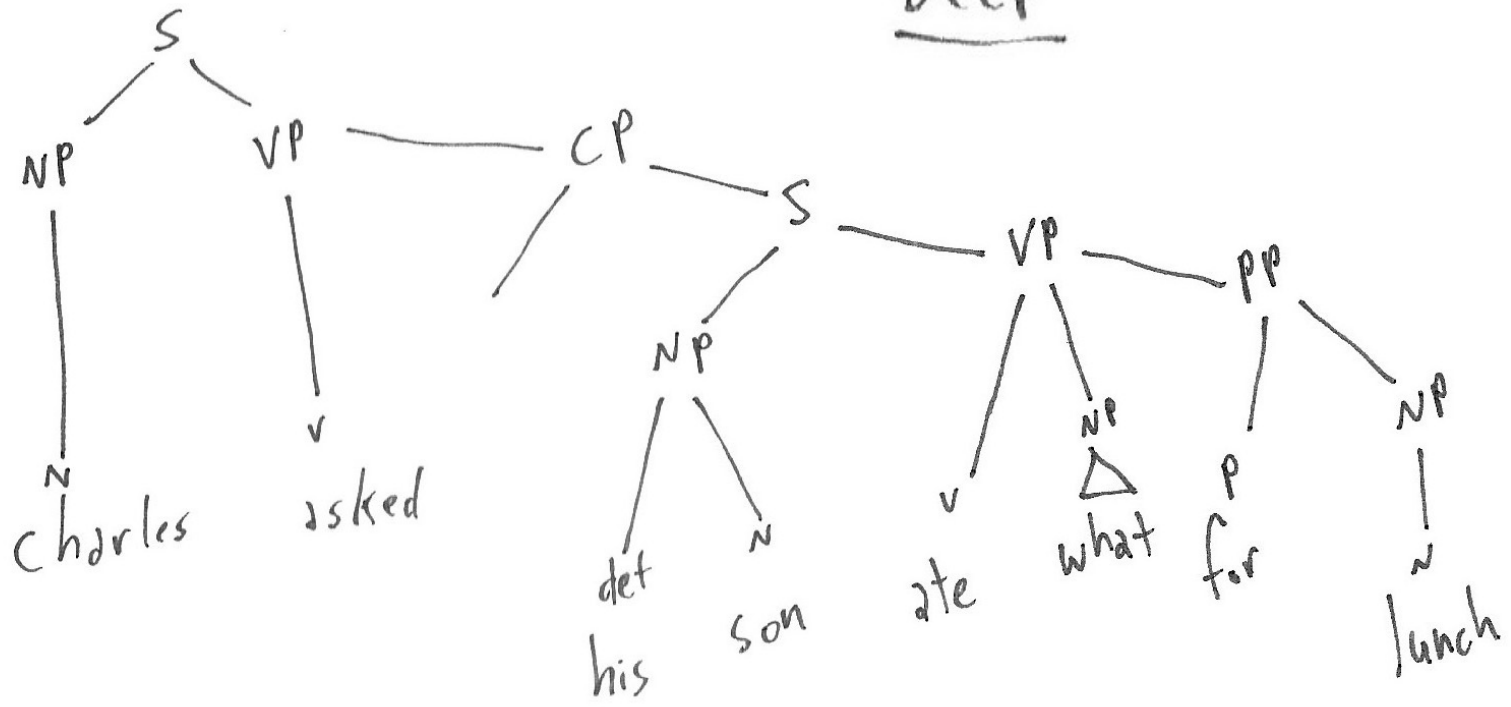 S
NP VP CP S VP PP
NP
NP NP
N v det N v P N
Charles asked his son ate what for lunch